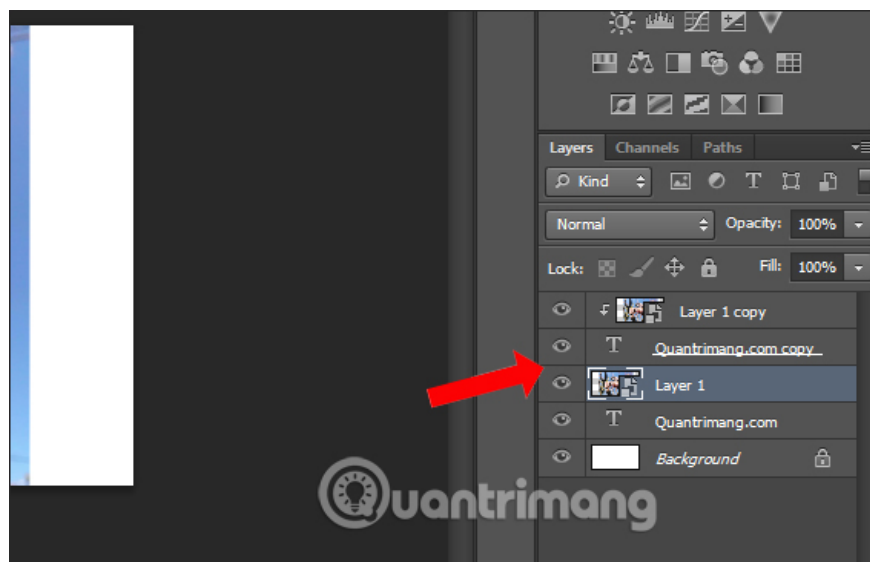 Layers Channels Paths
Kind T
Normal Opacity: 100%
Lock: Fill: 100%
Layer 1 copy
T Quantrimang.com copy
Layer 1
T Quantrimang.com
Background
Quantrimang